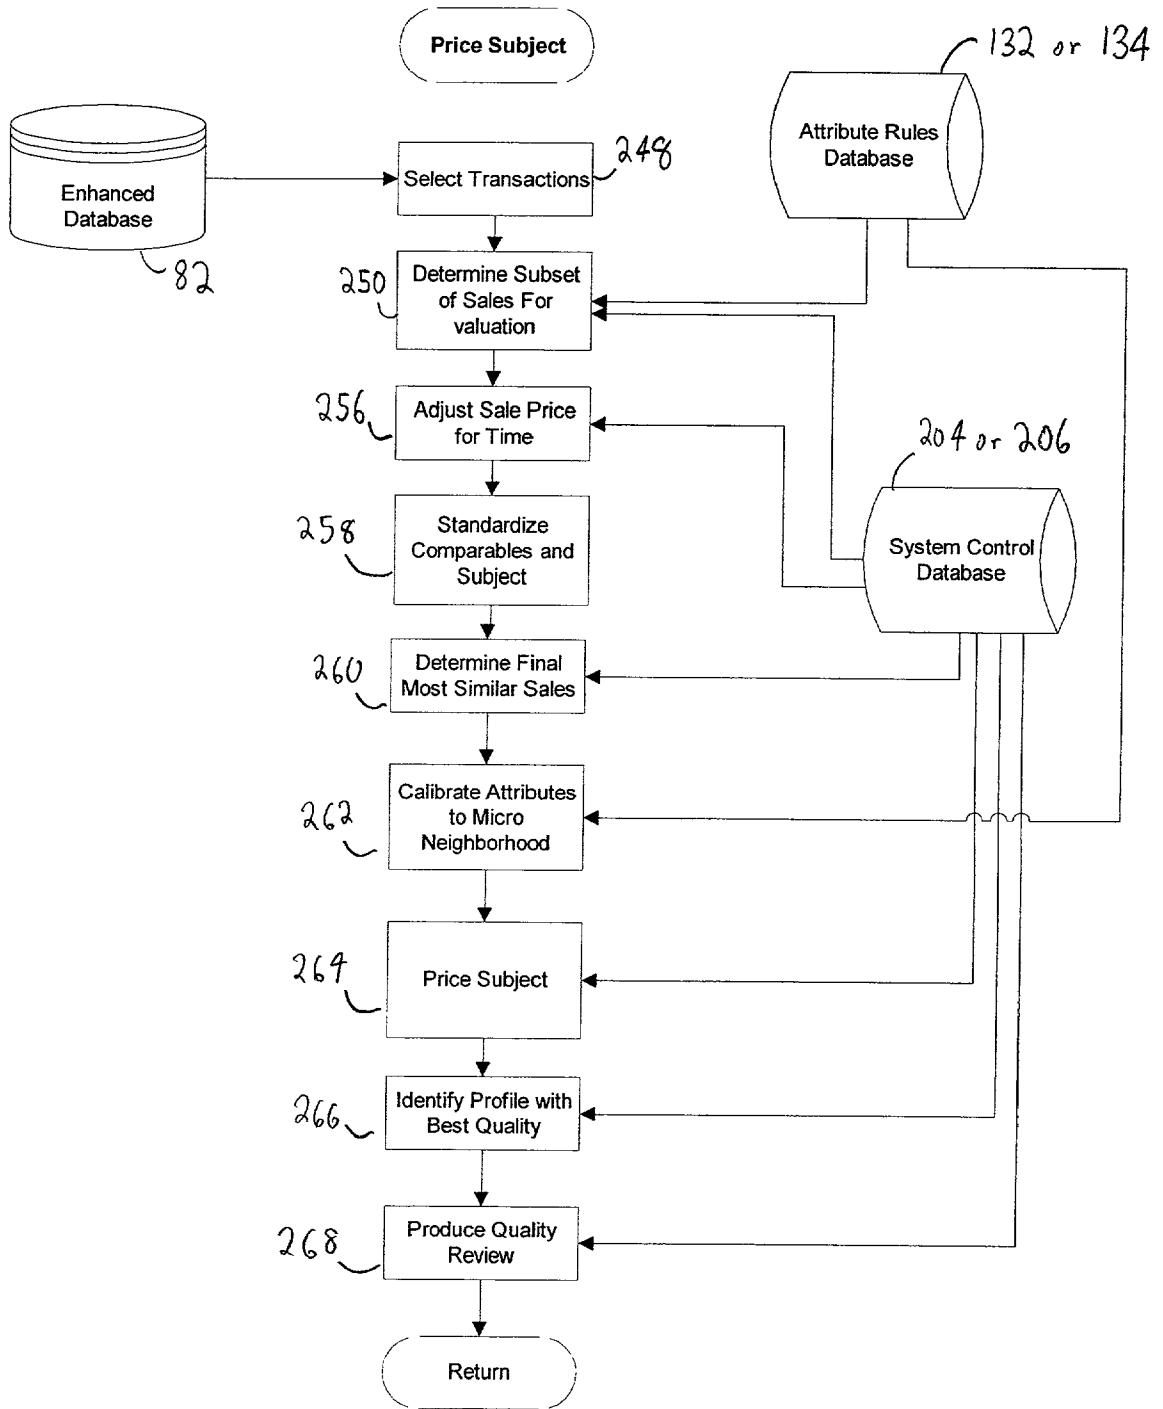 Price Subject
132 or 134
Attribute Rules
Database
248
Select Transactions
Enhanced
Database
82
250
Determine Subset
of Sales For
valuation
256
Adjust Sale Price
for Time
204 or 206
System Control
Database
258
Standardize
Comparables and
Subject
260
Determine Final
Most Similar Sales
262
Calibrate Attributes
to Micro
Neighborhood
264
Price Subject
266
Identify Profile with
Best Quality
268
Produce Quality
Review
Return